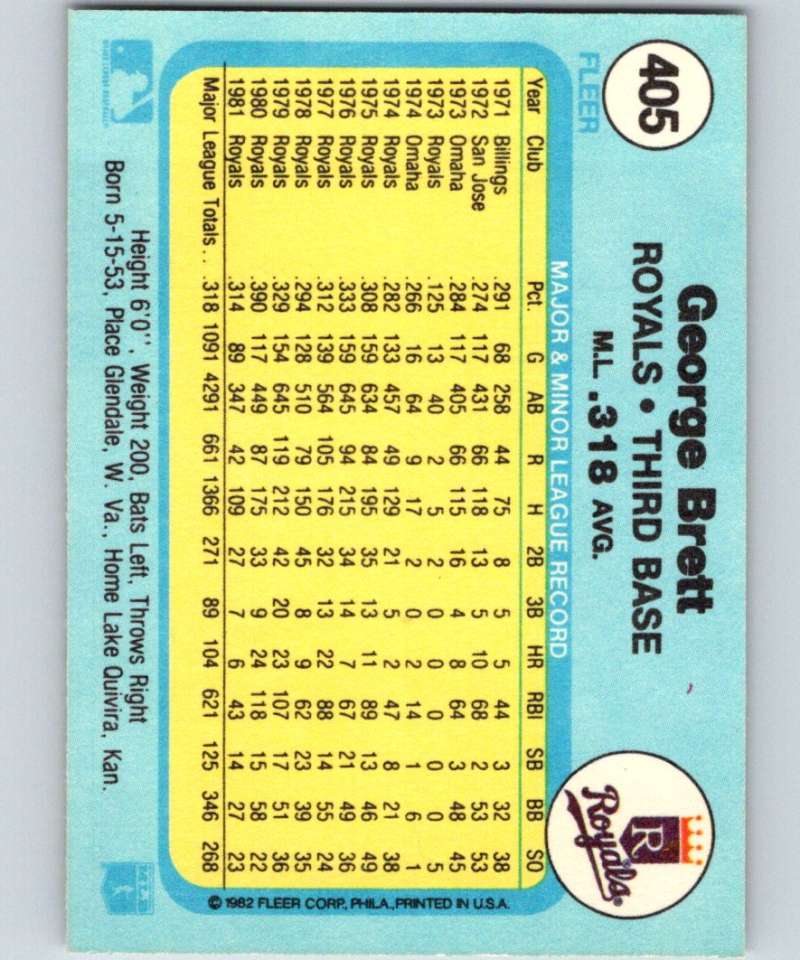 405
FLEER
George Brett
ROYALS • THIRD BASE
M.L. .318 AVG.
R
Royals
MAJOR & MINOR LEAGUE RECORD
Year Club Pct. G AB R H 2B 3B HR RBI SB BB SO
1971 Billings .291 68 258 44 75 8 5 5 44 3 32 38
1972 San Jose .274 117 431 66 118 13 5 10 68 2 53 53
1973 Omaha .284 117 405 66 115 16 4 8 64 3 48 45
1973 Royals .125 13 40 2 5 2 0 0 0 0 0 5
1974 Omaha .266 16 64 9 17 2 0 2 14 1 6 1
1974 Royals .282 133 457 49 129 21 5 2 47 8 21 38
1975 Royals .308 159 634 84 195 35 13 11 89 13 46 49
1976 Royals .333 159 645 94 215 34 14 7 67 21 49 36
1977 Royals .312 139 564 105 176 32 13 22 88 14 55 24
1978 Royals .294 128 510 79 150 45 8 9 62 23 39 35
1979 Royals .329 154 645 119 212 42 20 23 107 17 51 36
1980 Royals .390 117 449 87 175 33 9 24 118 15 58 22
1981 Royals .314 89 347 42 109 27 7 6 43 14 27 23
Major League Totals . . .318 1091 4291 661 1366 271 89 104 621 125 346 268
© 1982 FLEER CORP., PHILA., PRINTED IN U.S.A.
Height 6'0'', Weight 200, Bats Left, Throws Right
Born 5-15-53, Place Glendale, W. Va., Home Lake Quivira, Kan.